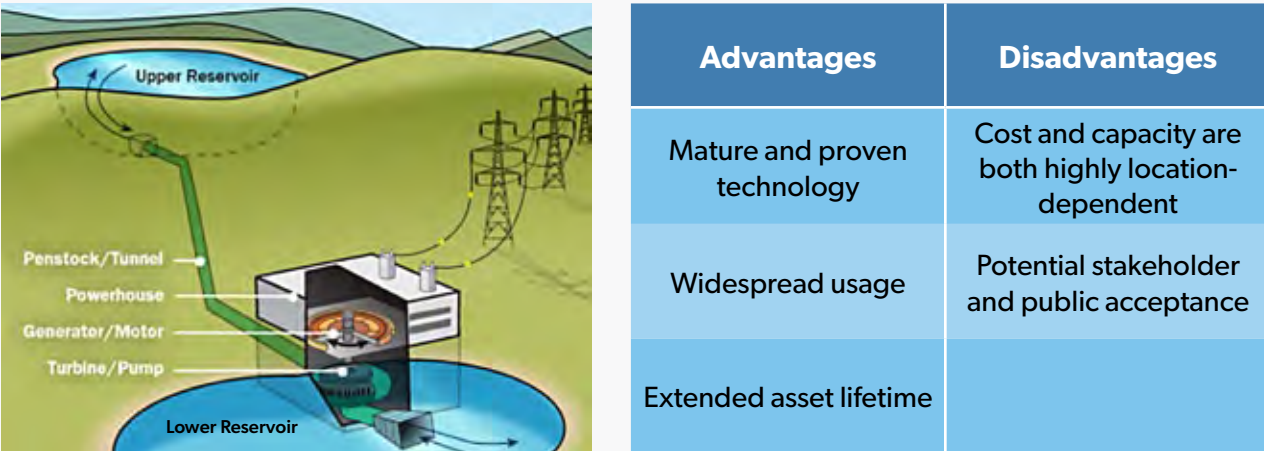 Upper Reservoir
Penstock/Tunnel
Powerhouse
Generator/Motor
Turbine/Pump
Lower Reservoir
Advantages
Disadvantages
Mature and proven
technology
Cost and capacity are
both highly location-
dependent
Widespread usage
Potential stakeholder
and public acceptance
Extended asset lifetime